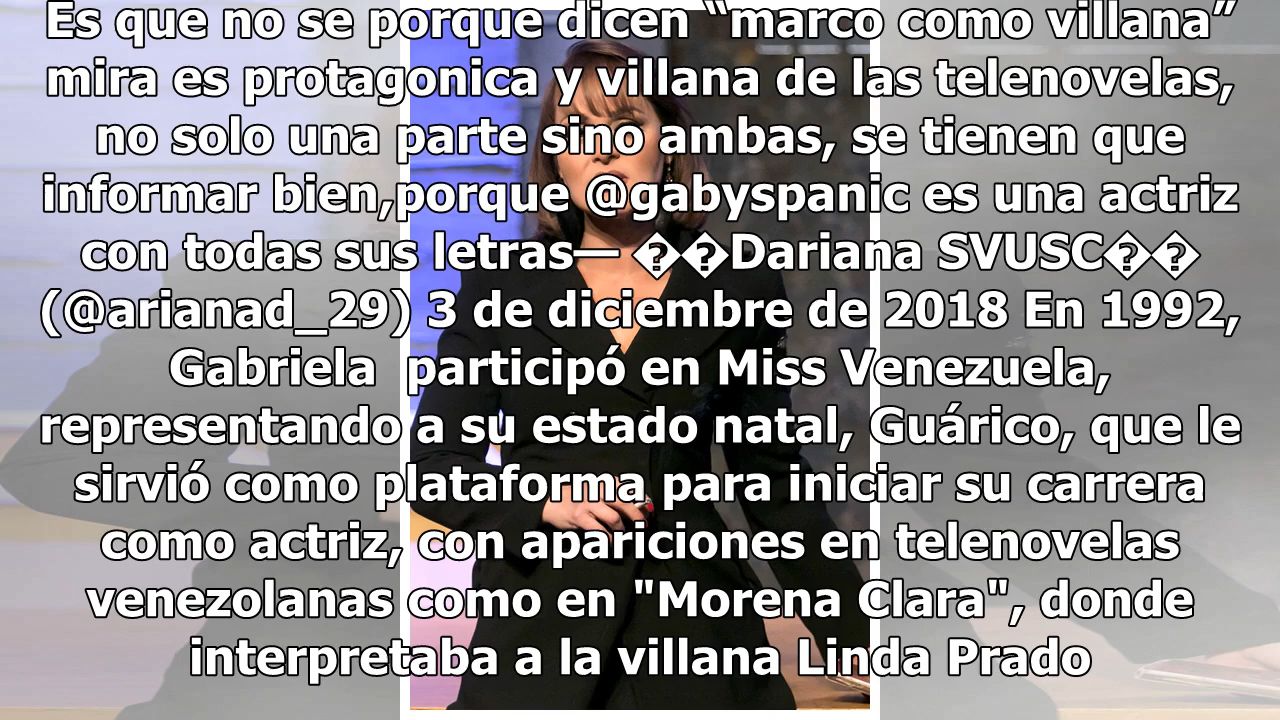 Es que no se porque dicen “marco como villana”
mira es protagonica y villana de las telenovelas,
no solo una parte sino ambas, se tienen que
informar bien,porque @gabyspanic es una actriz
con todas sus letras— ��Dariana SVUSC��
(@arianad_29) 3 de diciembre de 2018 En 1992,
Gabriela  participó en Miss Venezuela,
representando a su estado natal, Guárico, que le
sirvió como plataforma para iniciar su carrera
como actriz, con apariciones en telenovelas
venezolanas como en "Morena Clara", donde
interpretaba a la villana Linda Prado